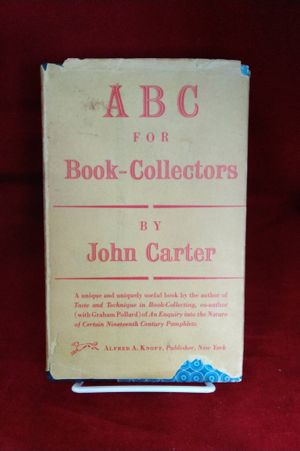 ABC
FOR
Book-Collectors
BY
John Carter
A unique and uniquely useful book by the author of
Taste and Technique in Book-Collecting, co-author
(with Graham Pollard) of An Enquiry into the Nature
of Certain Nineteenth Century Pamphlets
ALFRED A. KNOPF, Publisher, New York